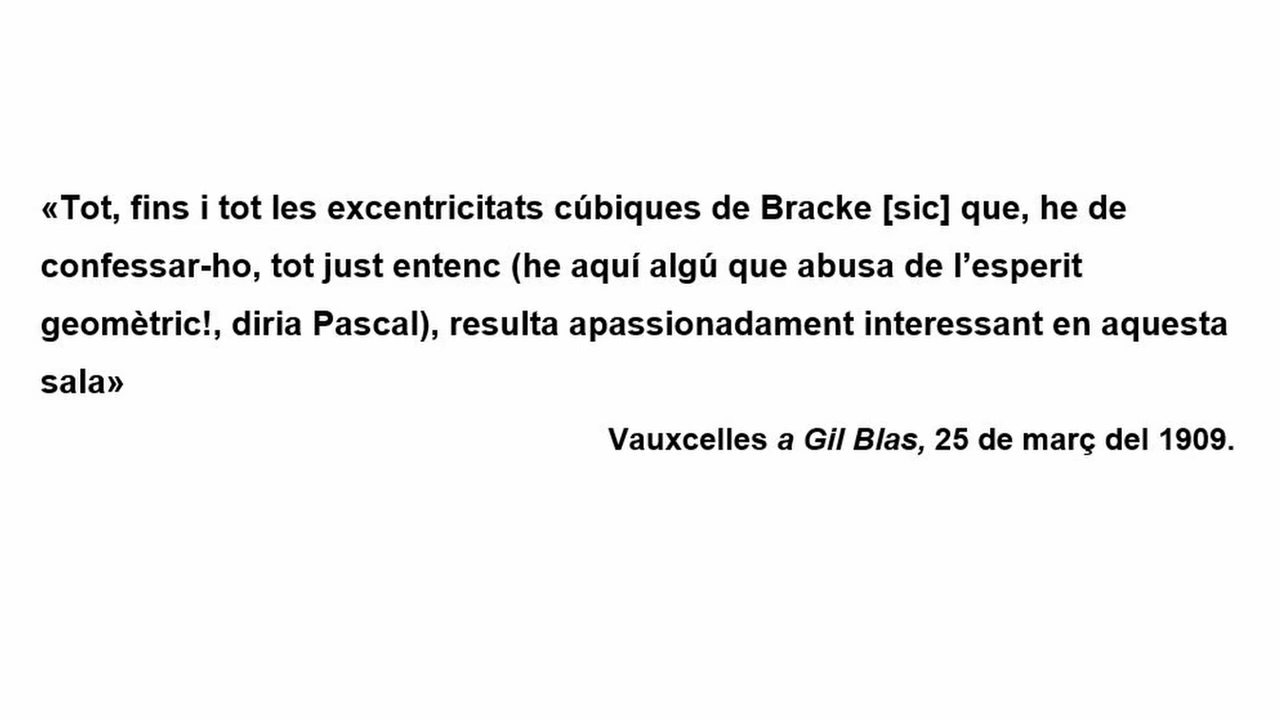 «Tot, fins i tot les excentricitats cúbiques de Bracke [sic] que, he de
confessar-ho, tot just entenc (he aquí algú que abusa de l’esperit
geomètric!, diria Pascal), resulta apassionadament interessant en aquesta
sala»
Vauxcelles a Gil Blas, 25 de març del 1909.